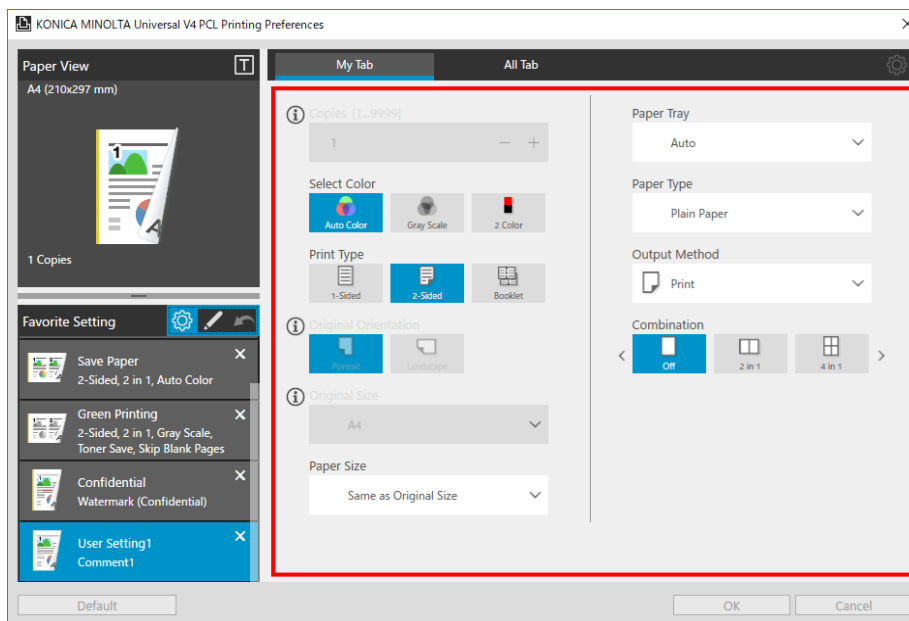 KONICA MINOLTA Universal V4 PCL Printing Preferences
Paper View
T
A4 (210x297 mm)
1
A
1 Copies
Favorite Setting
Save Paper
2-Sided, 2 in 1, Auto Color
Green Printing
2-Sided, 2 in 1, Gray Scale,
Toner Save, Skip Blank Pages
Confidential
Watermark (Confidential)
User Setting1
Comment1
My Tab
All Tab
Copies [1...9999]
1
Select Color
Auto Color
Gray Scale
2 Color
Print Type
1-Sided
2-Sided
Booklet
Original Orientation
Portrait
Landscape
Original Size
A4
Paper Size
Same as Original Size
Paper Tray
Auto
Paper Type
Plain Paper
Output Method
Print
Combination
Off
2 in 1
4 in 1
Default
OK
Cancel